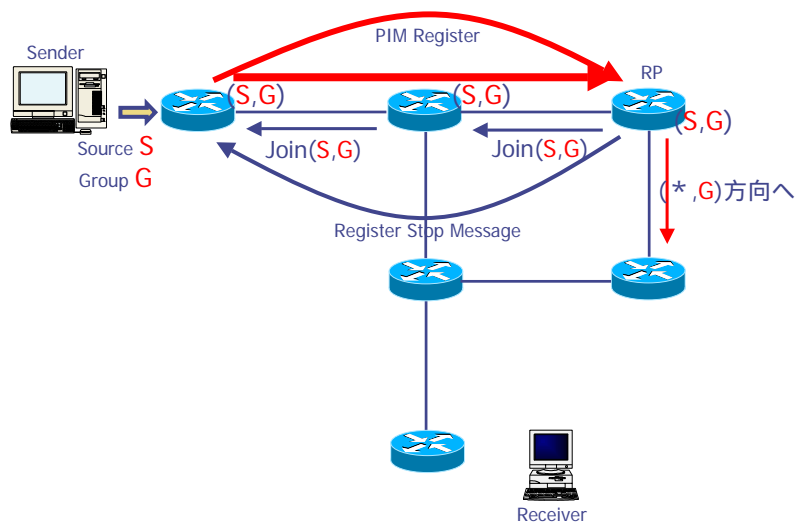 PIM Register
Sender
RP
(S,G)
(S,G)
(S,G)
Join(S,G)
Join(S,G)
Source S
Group G
(*,G)方向へ
Register Stop Message
Receiver